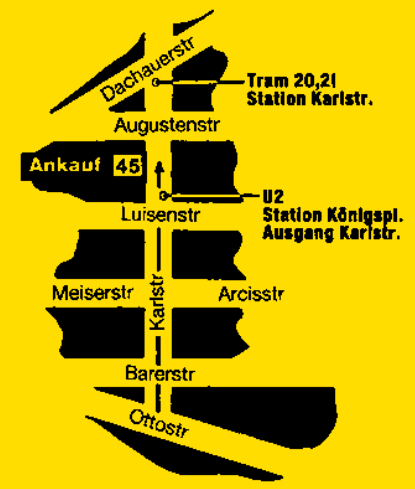 Dachauerstr
Tram 20,21
Station Karlstr.
Augustenstr
Ankauf 45
U2
Station Königspl.
Ausgang Karlstr.
Luisenstr
Karlstr
Meiserstr
Arcisstr
Barerstr
Ottostr